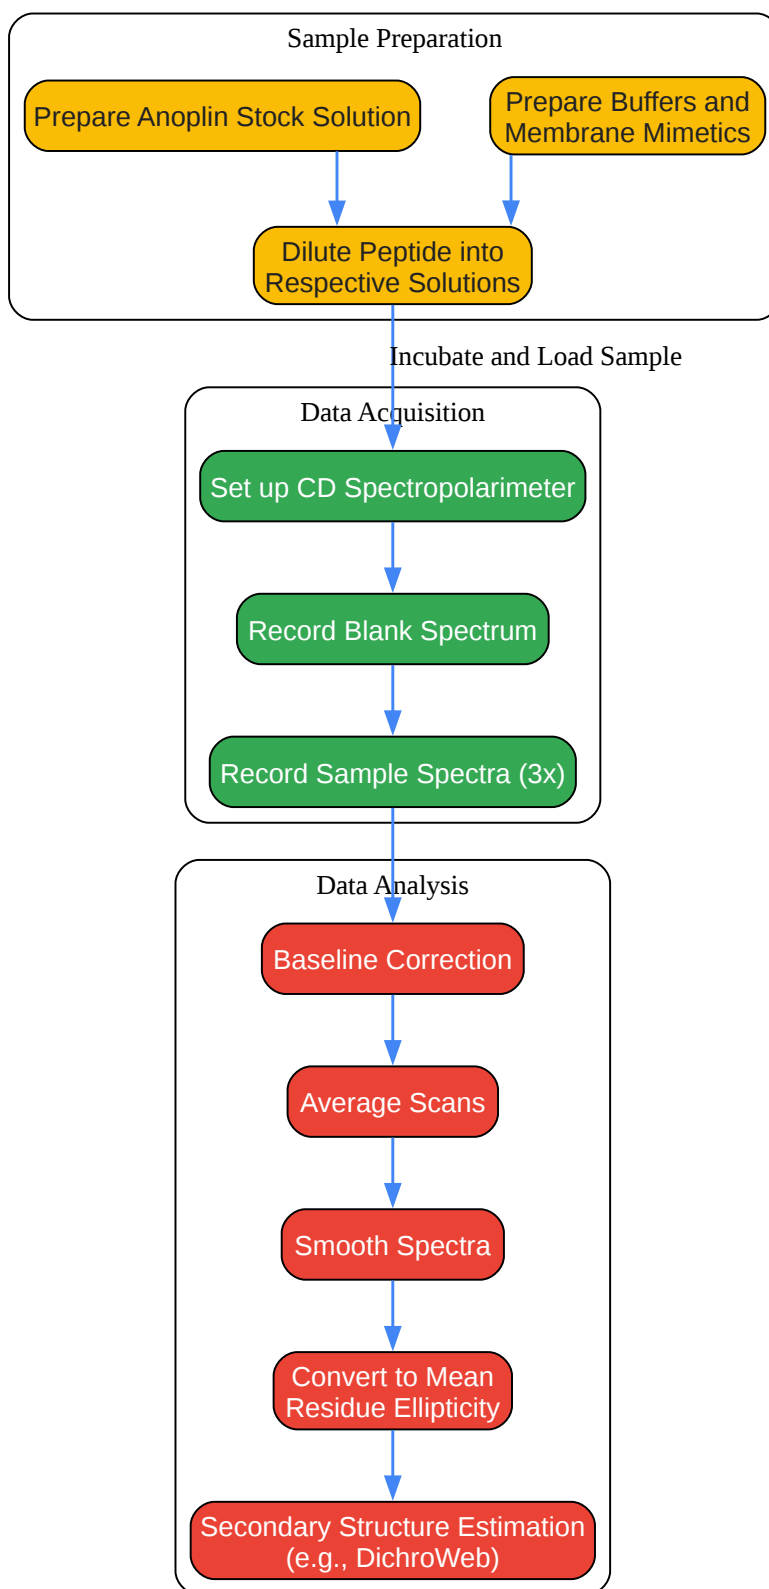 Sample Preparation
Prepare Anoplin Stock Solution
Prepare Buffers and
Membrane Mimetics
Dilute Peptide into
Respective Solutions
Incubate and Load Sample
Data Acquisition
Set up CD Spectropolarimeter
Record Blank Spectrum
Record Sample Spectra (3x)
Data Analysis
Baseline Correction
Average Scans
Smooth Spectra
Convert to Mean
Residue Ellipticity
Secondary Structure Estimation
(e.g., DichroWeb)